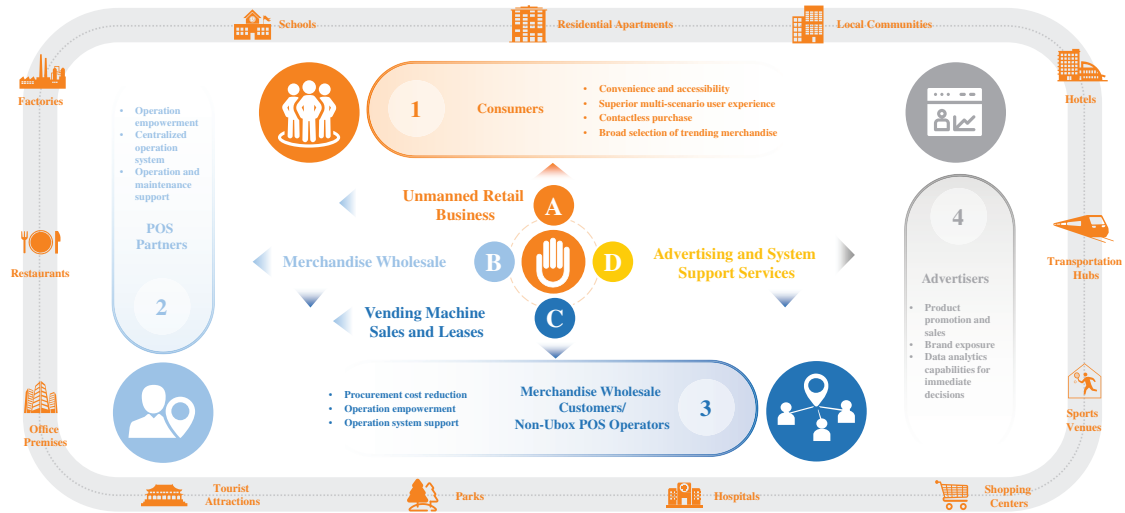 Schools
Residential Apartments
Local Communities
Factories
Hotels
• Operation
empowerment
• Centralized
operation
system
• Operation and
maintenance
support
POS
Partners
2
1
Consumers
• Convenience and accessibility
• Superior multi-scenario user experience
• Contactless purchase
• Broad selection of trending merchandise
Unmanned Retail
Business
A
Merchandise Wholesale
B
D
Advertising and System
Support Services
Vending Machine
Sales and Leases
C
4
Advertisers
• Product
promotion and
sales
• Brand exposure
• Data analytics
capabilities for
immediate
decisions
• Procurement cost reduction
• Operation empowerment
• Operation system support
Merchandise Wholesale
Customers/
Non-Ubox POS Operators
3
Restaurants
Transportation
Hubs
Office
Premises
Sports
Venues
Tourist
Attractions
Parks
Hospitals
Shopping
Centers